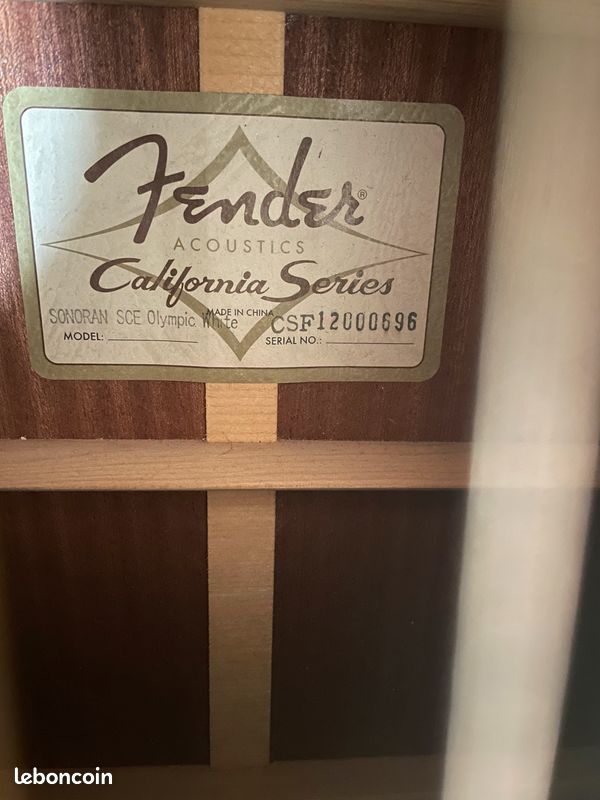 Fender®
ACOUSTICS
California Series
MADE IN CHINA
SONORAN SCE Olympic White CSF12000696
MODEL: SERIAL NO.:
leboncoin